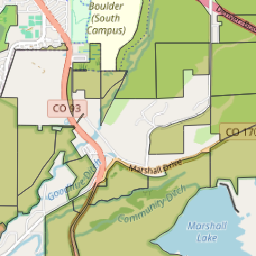 Boulder
(South
Campus)
CO 93
CO 170
Marshall Drive
Community Ditch
Marshall
Lake